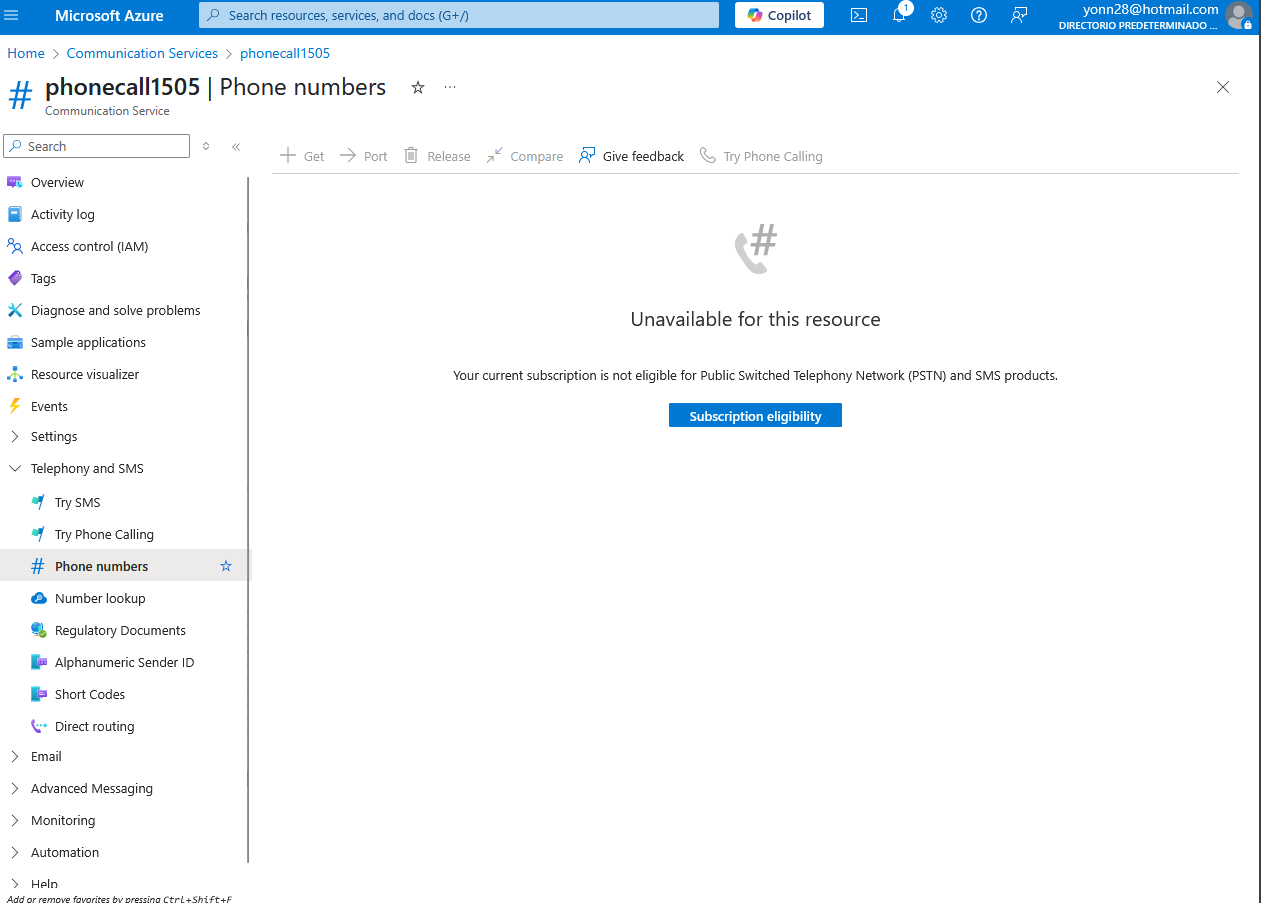 Microsoft Azure
Search resources, services, and docs (G+/)
Copilot
1
yonn28@hotmail.com
DIRECTORIO PREDETERMINADO ...
Home > Communication Services > phonecall1505
phonecall1505 | Phone numbers
...
Communication Service
Search
«
Get
Port
Release
Compare
Give feedback
Try Phone Calling
Overview
Activity log
Access control (IAM)
Tags
Diagnose and solve problems
Sample applications
Resource visualizer
Events
Settings
Telephony and SMS
Try SMS
Try Phone Calling
Phone numbers
Number lookup
Regulatory Documents
Alphanumeric Sender ID
Short Codes
Direct routing
Email
Advanced Messaging
Monitoring
Automation
Help
Add or remove favorites by pressing Ctrl+Shift+F
Unavailable for this resource
Your current subscription is not eligible for Public Switched Telephony Network (PSTN) and SMS products.
Subscription eligibility